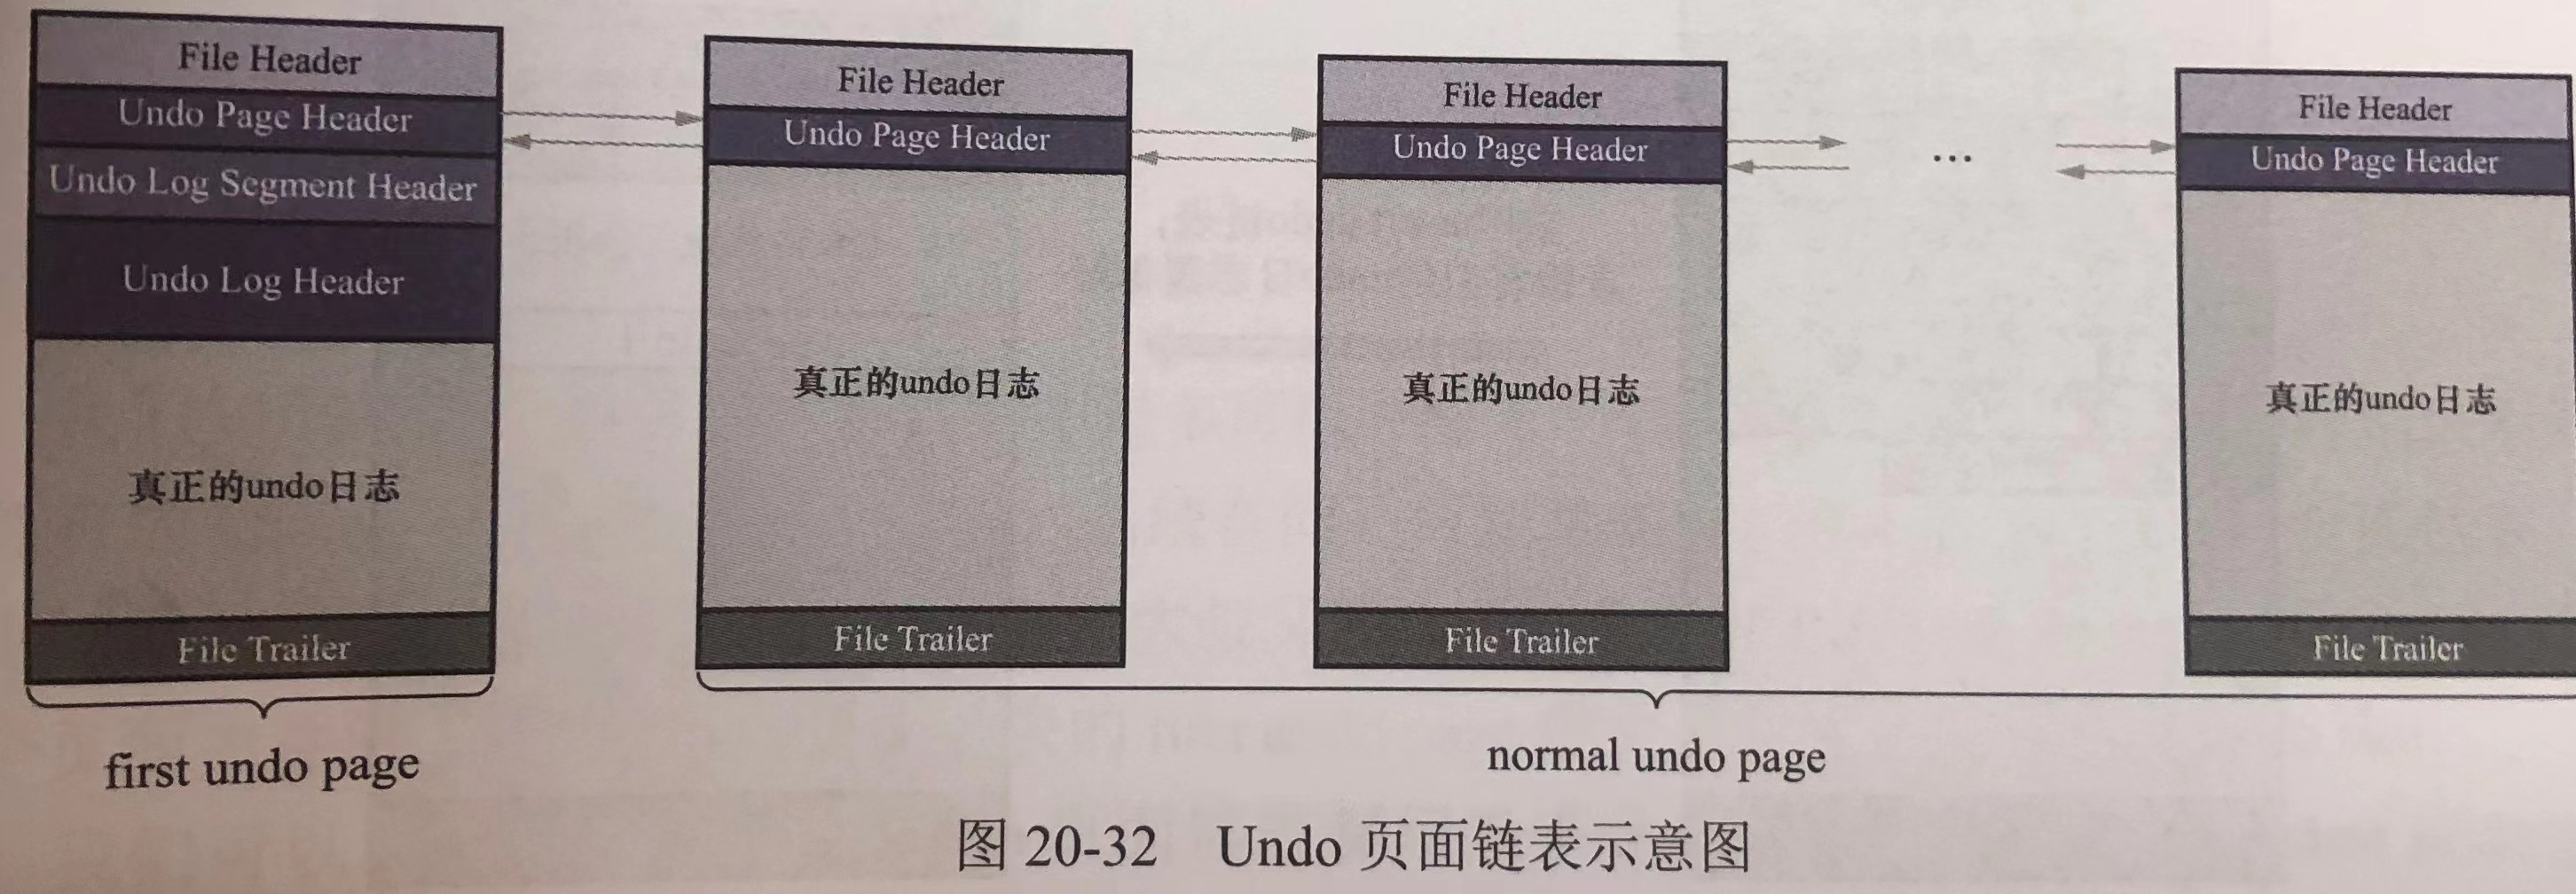 File Header
Undo Page Header
Undo Log Segment Header
Undo Log Header
真正的undo日志
File Trailer
first undo page
File Header
Undo Page Header
真正的undo日志
File Trailer
File Header
Undo Page Header
真正的undo日志
File Trailer
...
File Header
Undo Page Header
真正的undo日志
File Trailer
normal undo page
图 20-32 Undo 页面链表示意图